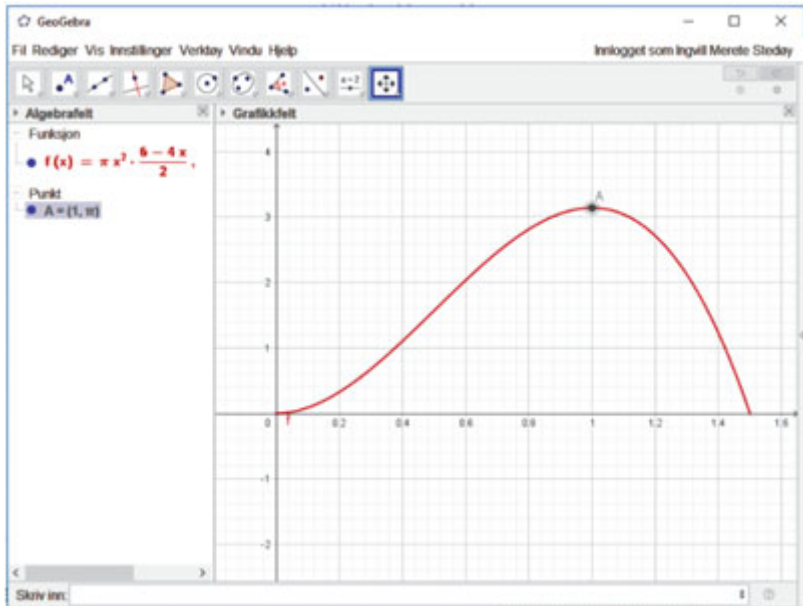 GeoGebra
Fil Rediger Vis Innstillinger Verktøy Vindu Hjelp
Innlogget som Ingvill Merete Stedøy
A
a=2
Algebrafelt
Grafikkfelt
Funksjon
f(x) = π x² · (6 − 4 x)/2 ,
Punkt
A = (1, π)
A
f
4
3
2
1
0
-1
-2
0.2
0.4
0.6
0.8
1
1.2
1.4
1.6
Skriv inn: